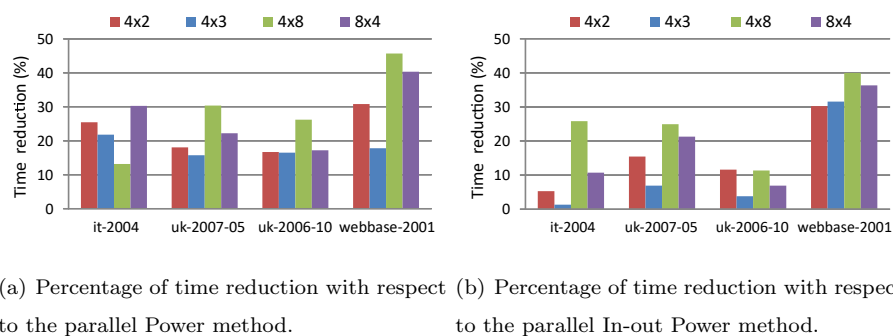 4x2 4x3 4x8 8x4
50
40
30
20
10
0
Time reduction (%)
it-2004 uk-2007-05 uk-2006-10 webbase-2001
4x2 4x3 4x8 8x4
50
40
30
20
10
0
Time reduction (%)
it-2004 uk-2007-05 uk-2006-10 webbase-2001
(a) Percentage of time reduction with respect
to the parallel Power method.
(b) Percentage of time reduction with respec
to the parallel In-out Power method.